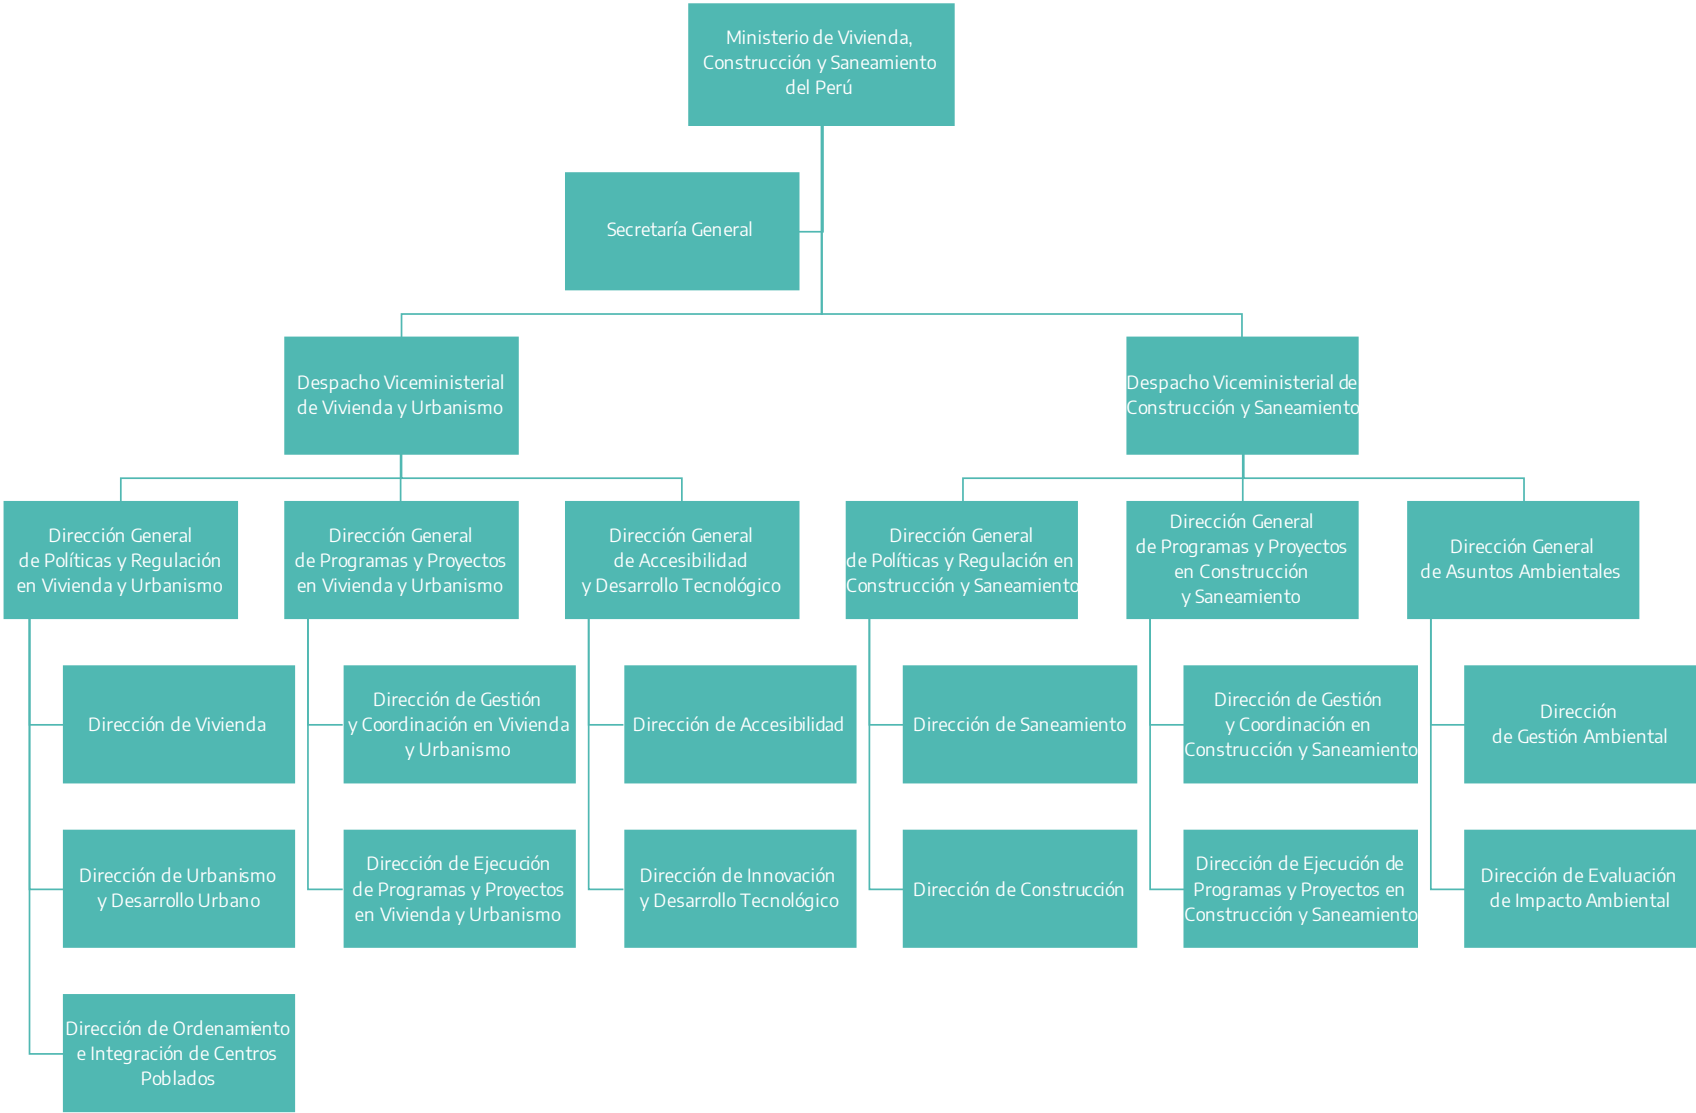 Ministerio de Vivienda,
Construcción y Saneamiento
del Perú
Secretaría General
Despacho Viceministerial
de Vivienda y Urbanismo
Despacho Viceministerial de
Construcción y Saneamiento
Dirección General
de Políticas y Regulación
en Vivienda y Urbanismo
Dirección General
de Programas y Proyectos
en Vivienda y Urbanismo
Dirección General
de Accesibilidad
y Desarrollo Tecnológico
Dirección General
de Políticas y Regulación en
Construcción y Saneamiento
Dirección General
de Programas y Proyectos
en Construcción
y Saneamiento
Dirección General
de Asuntos Ambientales
Dirección de Vivienda
Dirección de Gestión
y Coordinación en Vivienda
y Urbanismo
Dirección de Accesibilidad
Dirección de Saneamiento
Dirección de Gestión
y Coordinación en
Construcción y Saneamiento
Dirección
de Gestión Ambiental
Dirección de Urbanismo
y Desarrollo Urbano
Dirección de Ejecución
de Programas y Proyectos
en Vivienda y Urbanismo
Dirección de Innovación
y Desarrollo Tecnológico
Dirección de Construcción
Dirección de Ejecución de
Programas y Proyectos en
Construcción y Saneamiento
Dirección de Evaluación
de Impacto Ambiental
Dirección de Ordenamiento
e Integración de Centros
Poblados